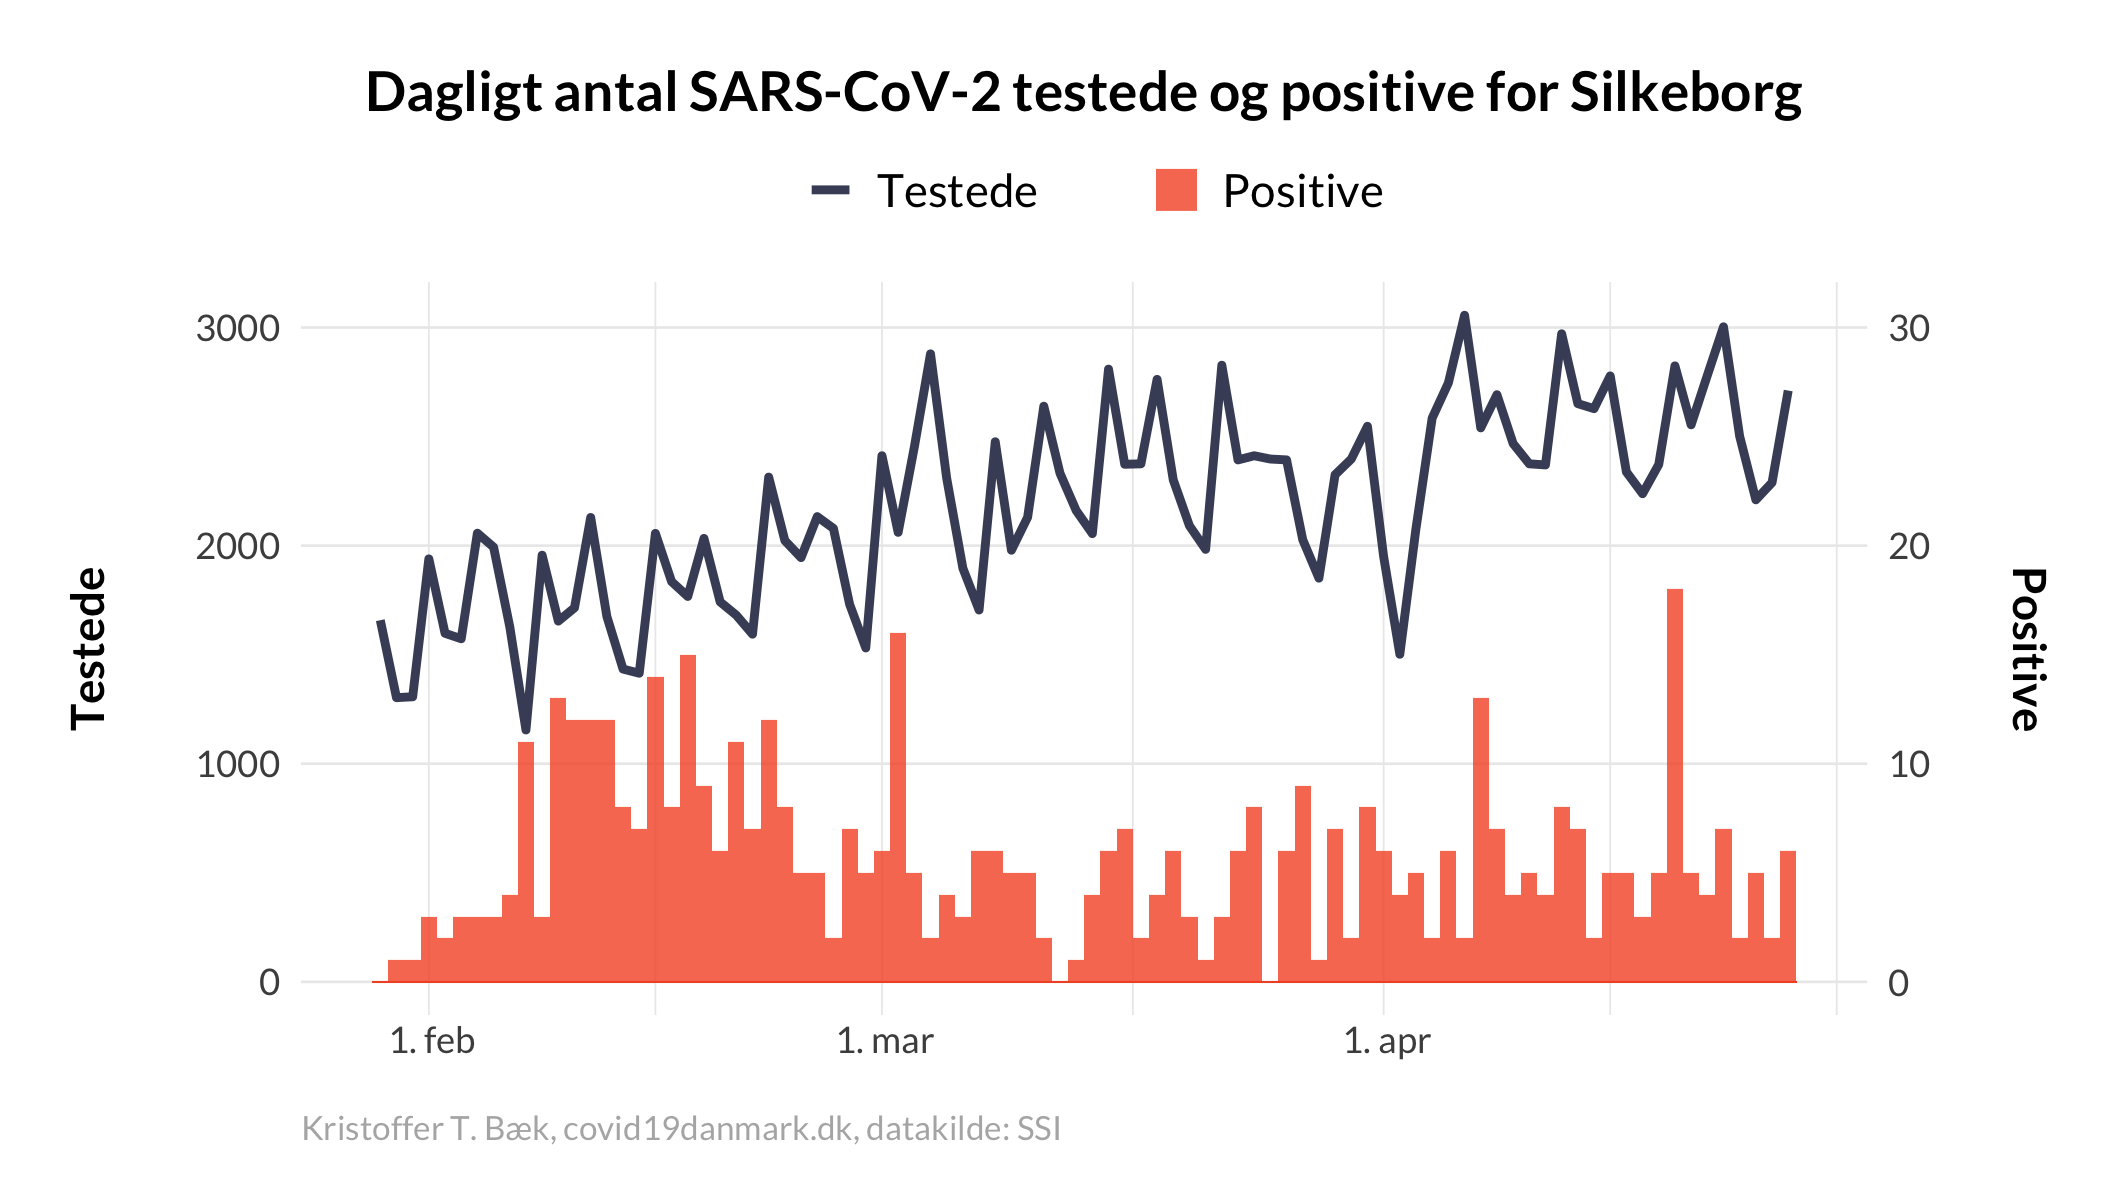 Dagligt antal SARS-CoV-2 testede og positive for Silkeborg
Testede
Positive
3000
2000
1000
0
30
20
10
0
Testede
Positive
1. feb
1. mar
1. apr
Kristoffer T. Bæk, covid19danmark.dk, datakilde: SSI